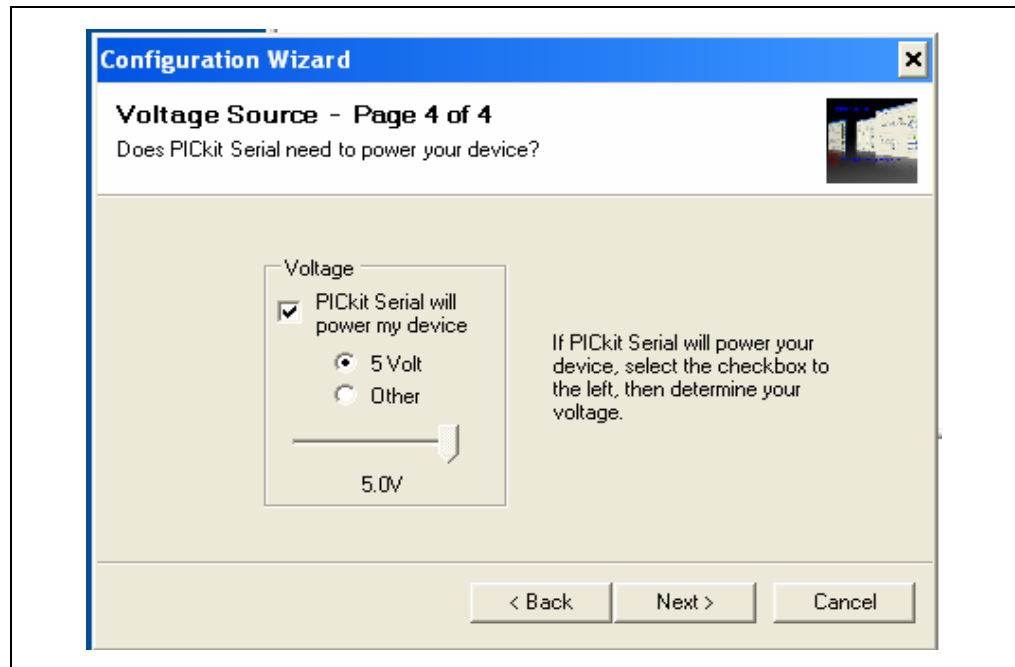 Configuration Wizard
Voltage Source - Page 4 of 4
Does PICkit Serial need to power your device?
Voltage
PICkit Serial will
power my device
5 Volt
Other
5.0V
If PICkit Serial will power your
device, select the checkbox to
the left, then determine your
voltage.
< Back
Next >
Cancel